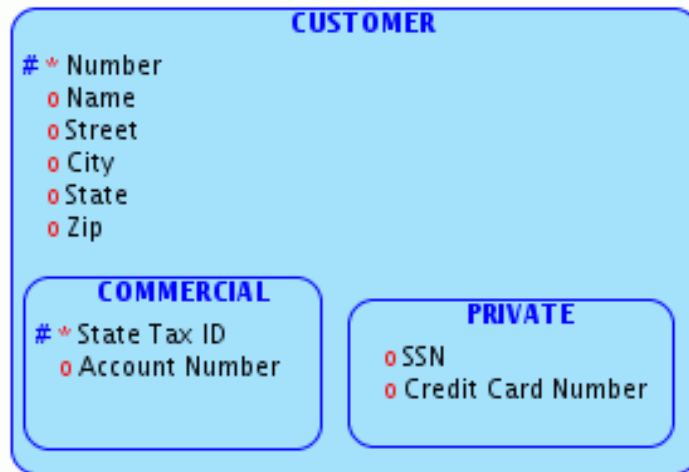 CUSTOMER
# * Number
o Name
o Street
o City
o State
o Zip
COMMERCIAL
# * State Tax ID
o Account Number
PRIVATE
o SSN
o Credit Card Number